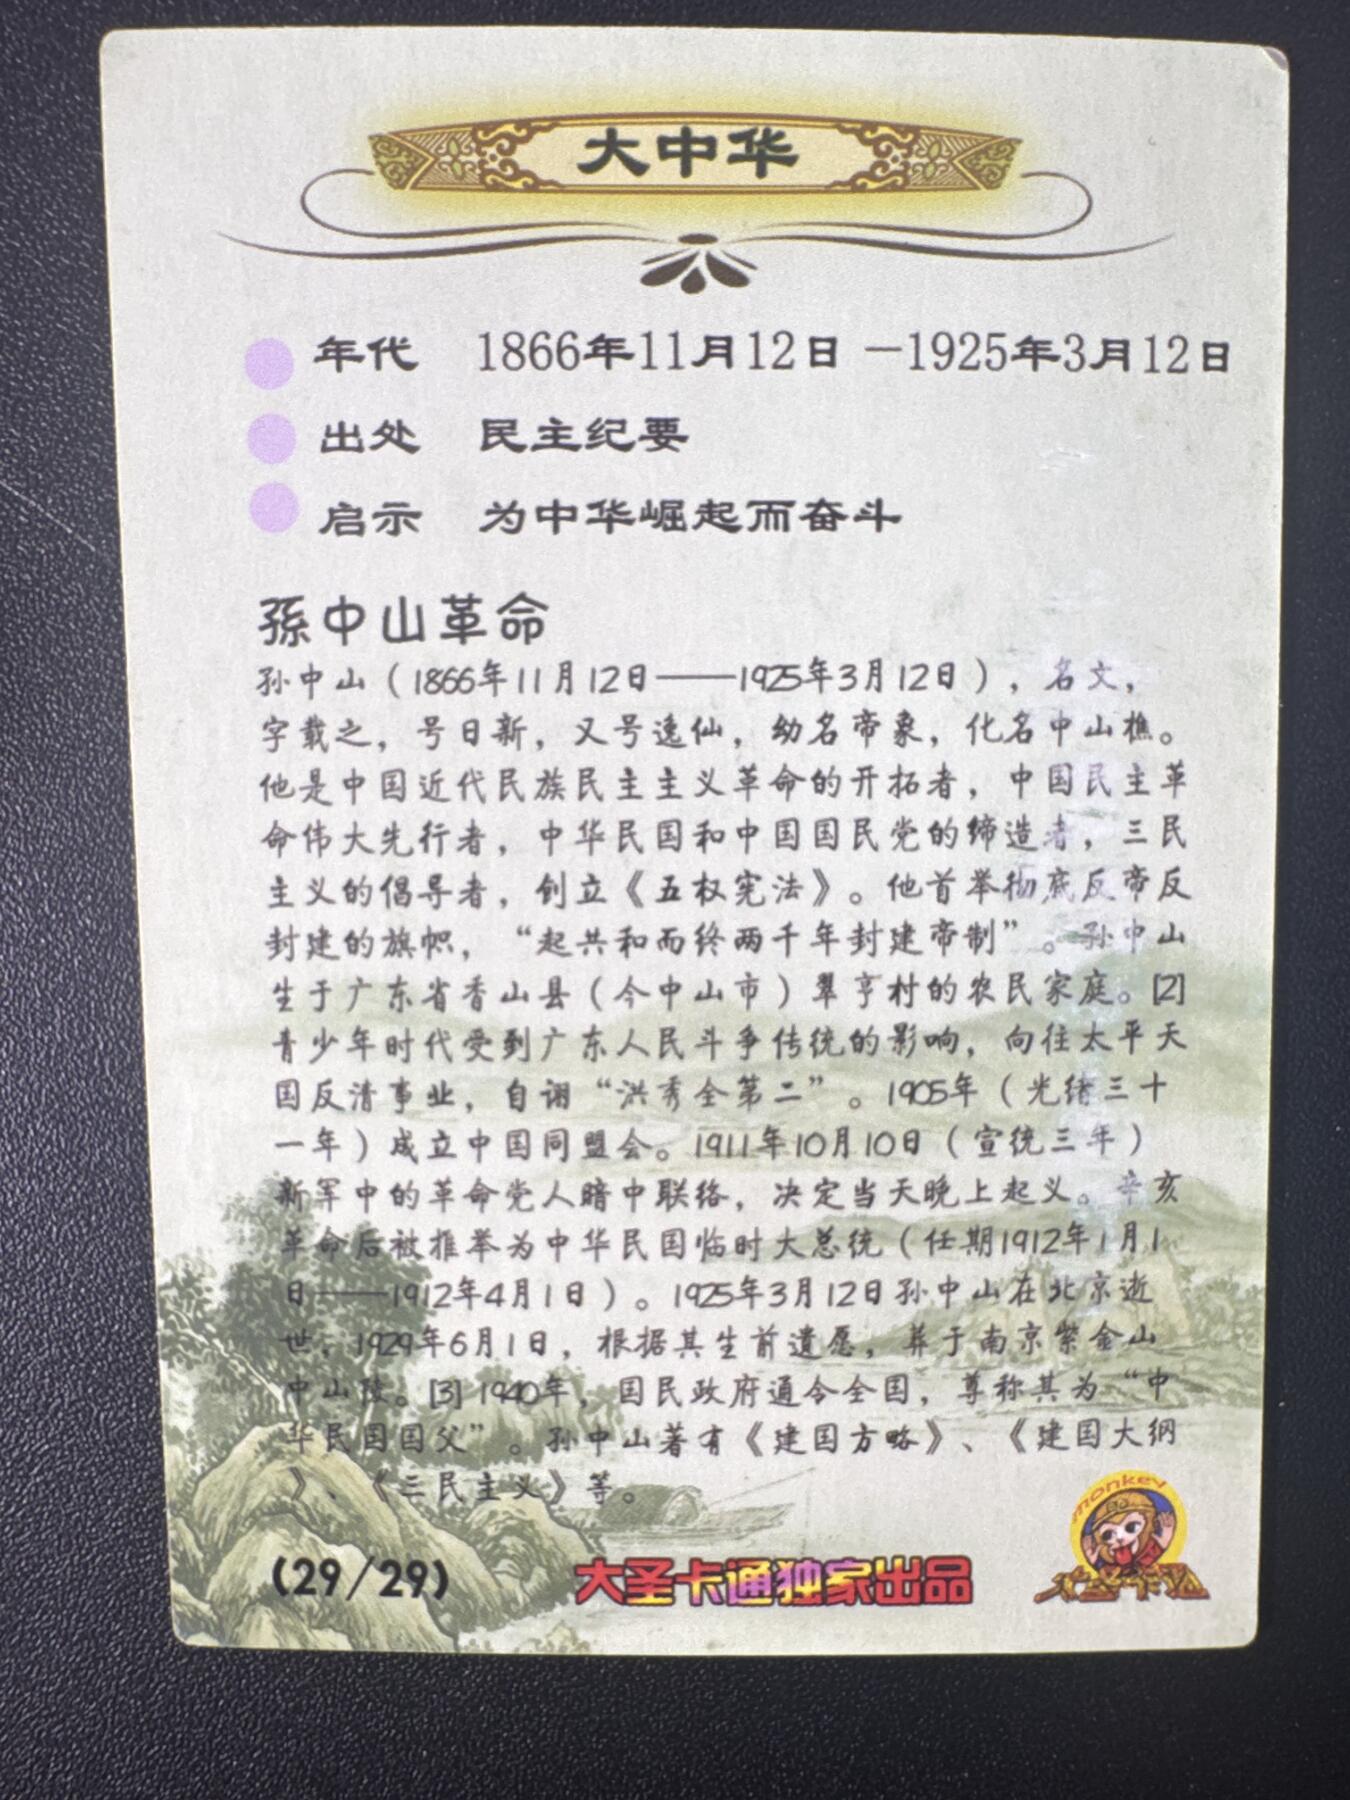 大中华
年代 1866年11月12日 —1925年3月12日
出处 民主纪要
启示 为中华崛起而奋斗
孫中山革命
孙中山（1866年11月12日——1925年3月12日），名文，
字载之，号日新，又号逸仙，幼名帝象，化名中山樵。
他是中国近代民族民主主义革命的开拓者，中国民主革
命伟大先行者，中华民国和中国国民党的缔造者，三民
主义的倡导者，创立《五权宪法》。他首举彻底反帝反
封建的旗帜，“起共和而终两千年封建帝制”。孙中山
生于广东省香山县（今中山市）翠亨村的农民家庭。[2]
青少年时代受到广东人民斗争传统的影响，向往太平天
国反清事业，自诩“洪秀全第二”。1905年（光绪三十
一年）成立中国同盟会。1911年10月10日（宣统三年）
新军中的革命党人暗中联络，决定当天晚上起义。辛亥
革命后被推举为中华民国临时大总统（任期1912年1月1
日——1912年4月1日）。1925年3月12日孙中山在北京逝
世，1929年6月1日，根据其生前遗愿，葬于南京紫金山
中山陵。[3] 1940年，国民政府通令全国，尊称其为“中
华民国国父”。孙中山著有《建国方略》、《建国大纲
》、《三民主义》等。
monkey
大圣卡通
(29/29)
大圣卡通独家出品